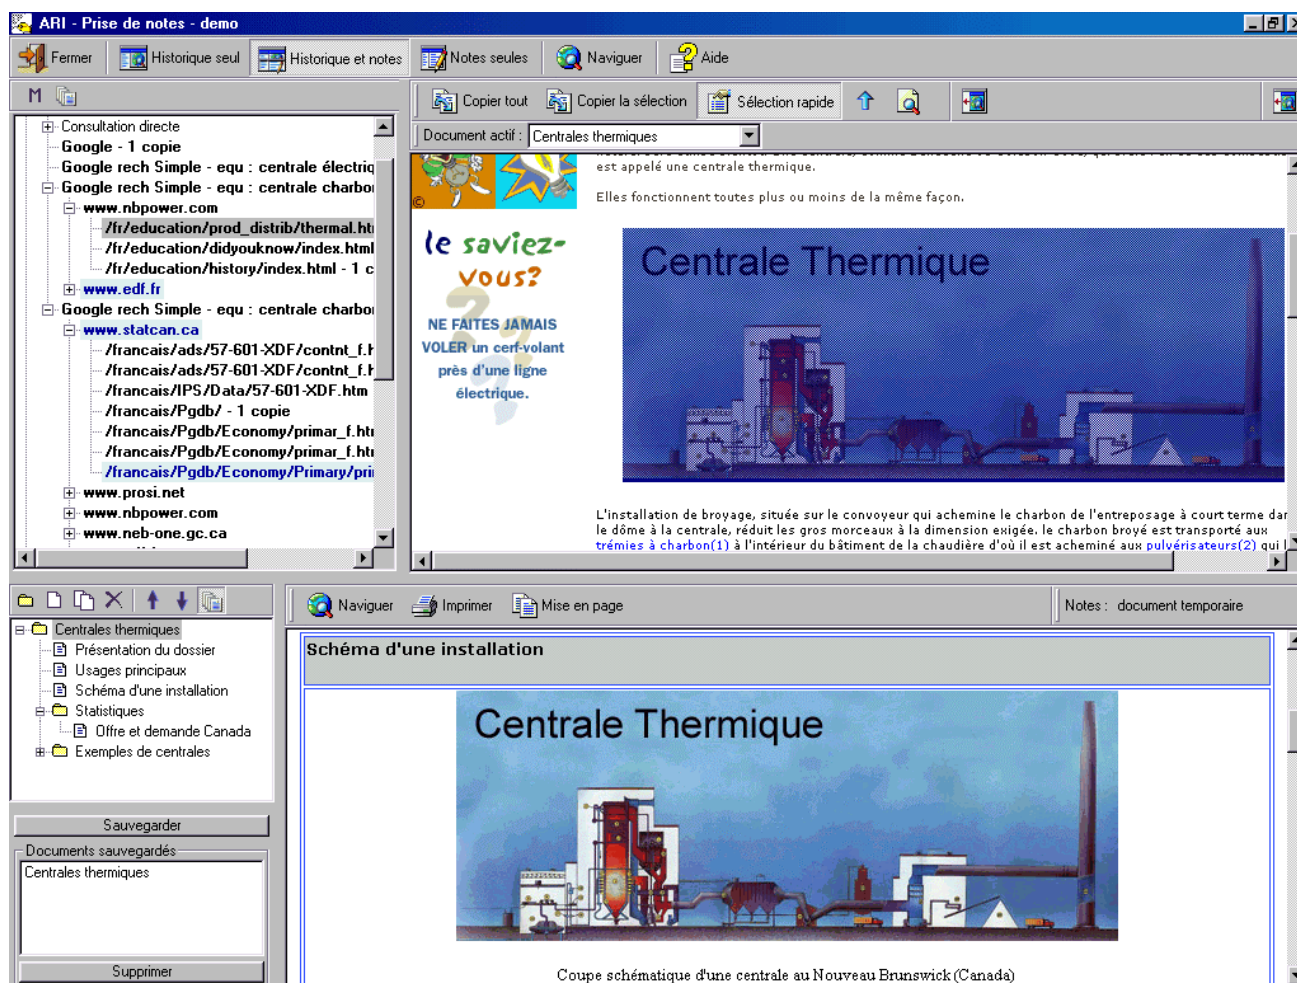 ARI - Prise de notes - demo
Fermer Historique seul Historique et notes Notes seules Naviguer Aide
M
Consultation directe
Google - 1 copie
Google rech Simple - equ : centrale électriq
Google rech Simple - equ : centrale charbo
www.nbpower.com
/fr/education/prod_distrib/thermal.ht
/fr/education/didyouknow/index.html
/fr/education/history/index.html - 1 c
www.edf.fr
Google rech Simple - equ : centrale charbo
www.statcan.ca
/francais/ads/57-601-XDF/contnt_f.h
/francais/ads/57-601-XDF/contnt_f.h
/francais/IPS/Data/57-601-XDF.htm
/francais/Pgdb/ - 1 copie
/francais/Pgdb/Economy/primar_f.ht
/francais/Pgdb/Economy/primar_f.ht
/francais/Pgdb/Economy/Primary/pri
www.prosi.net
www.nbpower.com
www.neb-one.gc.ca
Copier tout Copier la sélection Sélection rapide
Document actif : Centrales thermiques
est appelé une centrale thermique.
Elles fonctionnent toutes plus ou moins de la même façon.
©
le saviez-
vous?
NE FAITES JAMAIS
VOLER un cerf-volant
près d'une ligne
électrique.
Centrale Thermique
L'installation de broyage, située sur le convoyeur qui achemine le charbon de l'entreposage à court terme dan
le dôme à la centrale, réduit les gros morceaux à la dimension exigée. le charbon broyé est transporté aux
trémies à charbon(1) à l'intérieur du bâtiment de la chaudière d'où il est acheminé aux pulvérisateurs(2) qui l
Centrales thermiques
Présentation du dossier
Usages principaux
Schéma d'une installation
Statistiques
Offre et demande Canada
Exemples de centrales
Sauvegarder
Documents sauvegardés
Centrales thermiques
Supprimer
Naviguer Imprimer Mise en page
Notes : document temporaire
Schéma d'une installation
Centrale Thermique
Coupe schématique d'une centrale au Nouveau Brunswick (Canada)